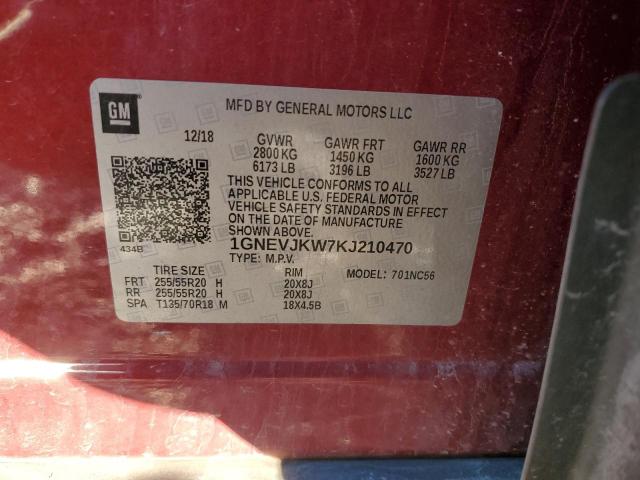 GM
MFD BY GENERAL MOTORS LLC
12/18 GVWR GAWR FRT GAWR RR
2800 KG 1450 KG 1600 KG
6173 LB 3196 LB 3527 LB
THIS VEHICLE CONFORMS TO ALL
APPLICABLE U.S. FEDERAL MOTOR
VEHICLE SAFETY STANDARDS IN EFFECT
ON THE DATE OF MANUFACTURE
SHOWN ABOVE.
434B
1GNEVJKW7KJ210470
TYPE: M.P.V.
TIRE SIZE RIM MODEL: 701NC56
FRT 255/55R20 H 20X8J
RR 255/55R20 H 20X8J
SPA T135/70R18 M 18X4.5B